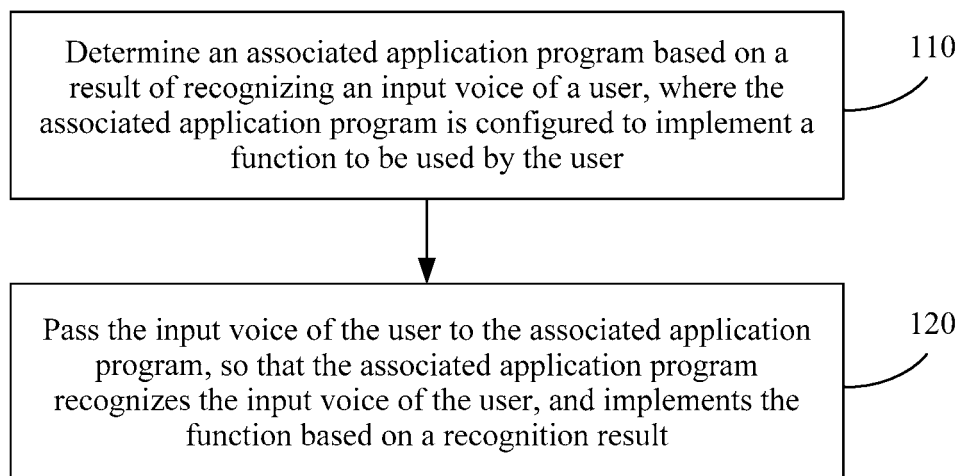 Determine an associated application program based on a
result of recognizing an input voice of a user, where the
associated application program is configured to implement a
function to be used by the user
110
Pass the input voice of the user to the associated application
program, so that the associated application program
recognizes the input voice of the user, and implements the
function based on a recognition result
120